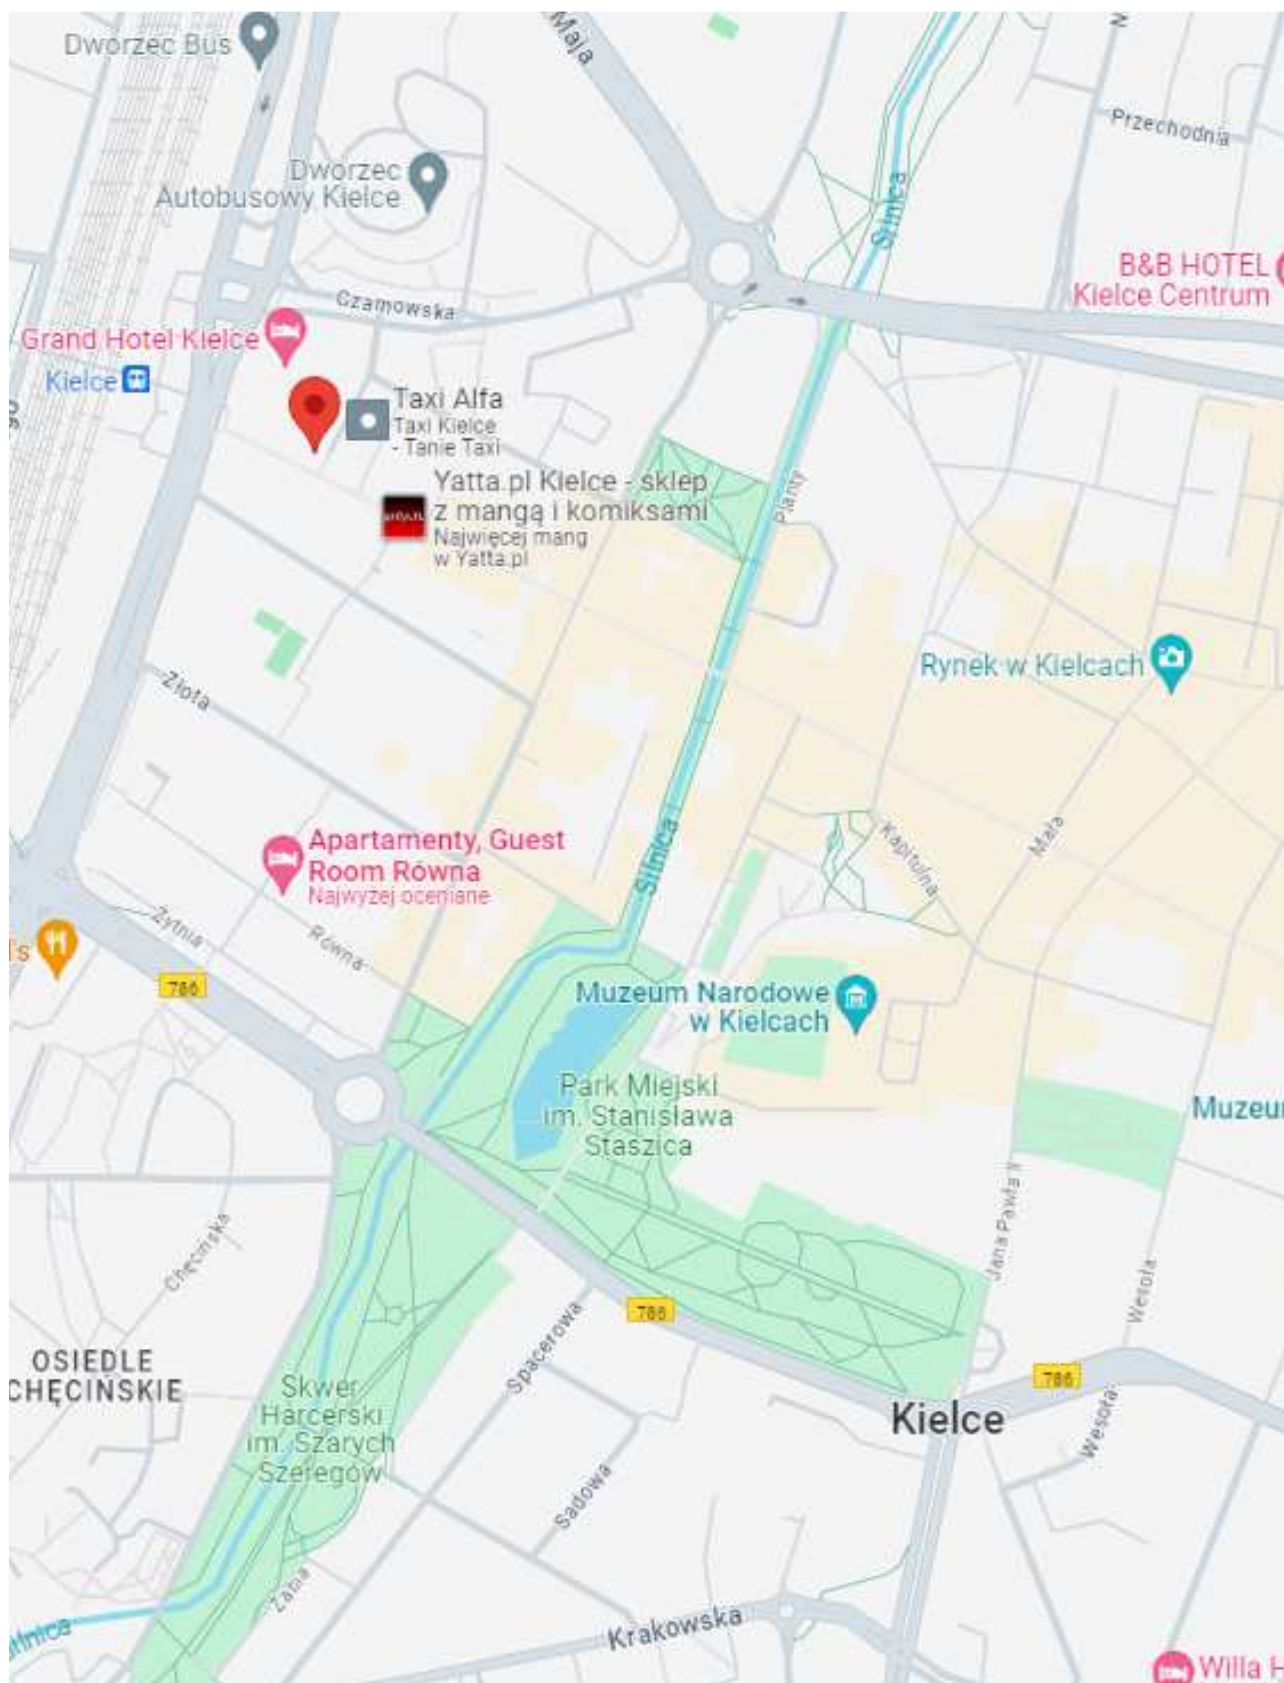 Maja
Dworzec Bus
Przechodnia
Dworzec
Autobusowy Kielce
Silnica
B&B HOTEL
Kielce Centrum
Czarnowska
Grand Hotel Kielce
Kielce
Taxi Alfa
Taxi Kielce
- Tanie Taxi
Yatta.pl Kielce - sklep
z mangą i komiksami
Najwięcej mang
w Yatta.pl
Planty
Rynek w Kielcach
Złota
Silnica
Kapitulna
Mała
Apartamenty, Guest
Room Równa
Najwyżej oceniane
Żytnia
Równa
's
786
Muzeum Narodowe
w Kielcach
Park Miejski
im. Stanisława
Staszica
Muzeu
Jana Pawła II
Chęcińska
Wesoła
786
Spacerowa
OSIEDLE
CHĘCIŃSKIE
786
Skwer
Harcerski
im. Szarych
Szeregów
Kielce
Wesoła
Sadowa
Zana
Krakowska
ilnica
Willa H